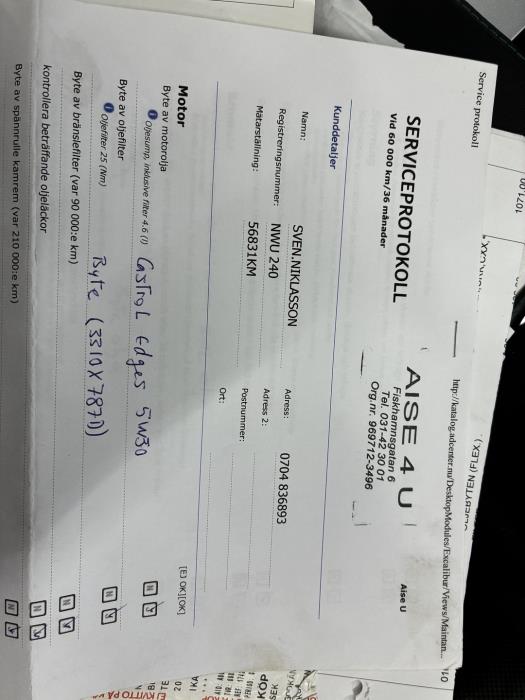 Service protokoll
http://katalog.adcenter.nu/DesktopModules/Excalibur/Views/Maintan...
SERVICEPROTOKOLL
Vid 60 000 km/36 månader
AISE 4 U
Fiskhamnsgatan 6
Tel. 031-42 30 01
Org.nr. 969712-3496
Aise U
Kunddetaljer
Namn: SVEN.NIKLASSON
Adress: 0704 836893
Registreringsnummer: NWU 240
Adress 2:
Mätarställning: 56831KM
Postnummer:
Ort:
Motor
[EJ OK][OK]
Byte av motorolja
Oljesump, inklusive filter 4.6 (l) Castrol Edges 5W30
N
Byte av oljefilter
Oljefilter 25 (Nm) Byte (3310X7870)
N
Byte av bränslefilter (var 90 000:e km)
N
kontrollera beträffande oljeläckor
N
Byte av spännrulle kamrem (var 210 000:e km)
N